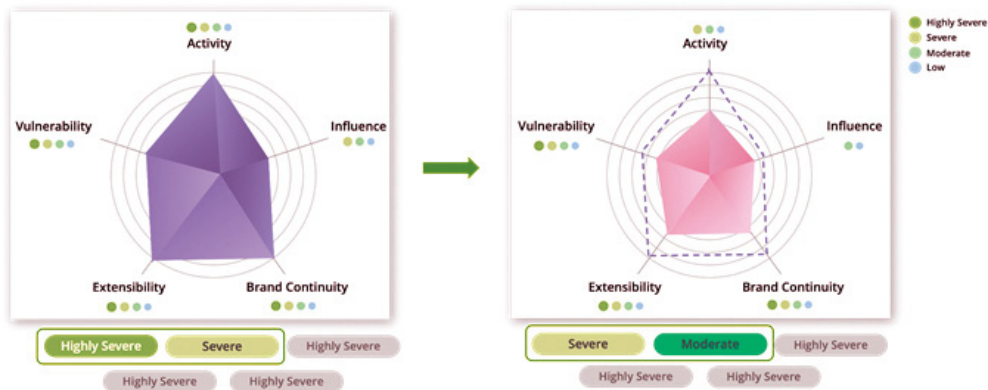 Activity
Vulnerability
Influence
Extensibility
Brand Continuity
Highly Severe
Severe
Highly Severe
Highly Severe
Highly Severe
Activity
Vulnerability
Influence
Extensibility
Brand Continuity
Severe
Moderate
Highly Severe
Highly Severe
Highly Severe
Highly Severe
Severe
Moderate
Low